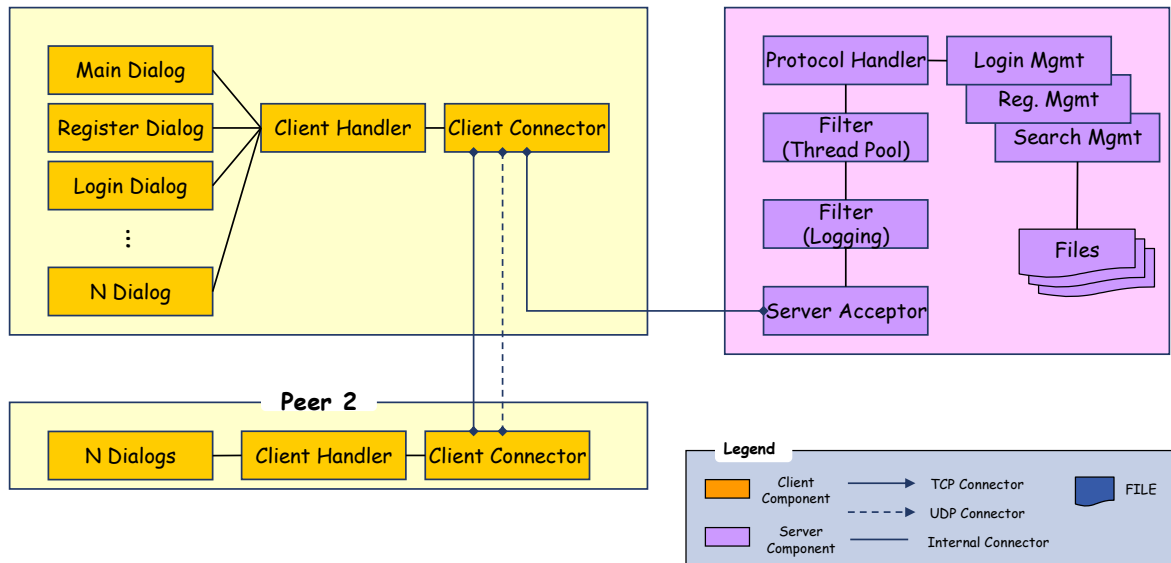 Main Dialog
Register Dialog
Login Dialog
...
N Dialog
Client Handler
Client Connector
Protocol Handler
Login Mgmt
Reg. Mgmt
Search Mgmt
Filter
(Thread Pool)
Filter
(Logging)
Files
Server Acceptor
Peer 2
N Dialogs
Client Handler
Client Connector
Legend
Client
Component
TCP Connector
FILE
UDP Connector
Server
Component
Internal Connector